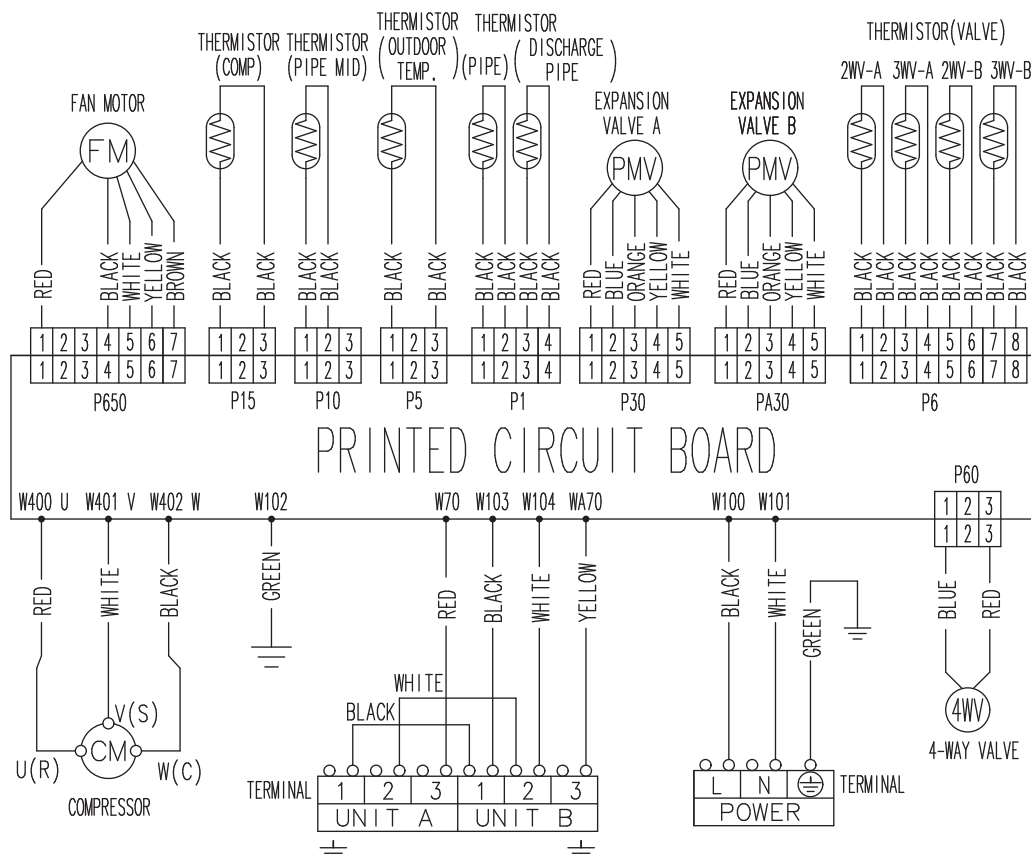 THERMISTOR THERMISTOR
THERMISTOR(VALVE)
THERMISTOR THERMISTOR (OUTDOOR (DISCHARGE
(COMP) (PIPE MID) TEMP.) (PIPE) PIPE)
2WV-A 3WV-A 2WV-B 3WV-B
FAN MOTOR EXPANSION EXPANSION
VALVE A VALVE B
FM PMV PMV
RED BLACK WHITE YELLOW BROWN
BLACK BLACK
BLACK BLACK
BLACK BLACK
BLACK BLACK BLACK BLACK
RED BLUE ORANGE YELLOW WHITE
RED BLUE ORANGE YELLOW WHITE
BLACK BLACK BLACK BLACK BLACK BLACK BLACK BLACK
1 2 3 4 5 6 7 1 2 3 1 2 3 1 2 3 1 2 3 4 1 2 3 4 5 1 2 3 4 5 1 2 3 4 5 6 7 8
1 2 3 4 5 6 7 1 2 3 1 2 3 1 2 3 1 2 3 4 1 2 3 4 5 1 2 3 4 5 1 2 3 4 5 6 7 8
P650 P15 P10 P5 P1 P30 PA30 P6
PRINTED CIRCUIT BOARD
P60
W400 U W401 V W402 W W102 W70 W103 W104 WA70 W100 W101
1 2 3
1 2 3
RED WHITE BLACK GREEN RED BLACK WHITE YELLOW BLACK WHITE GREEN BLUE RED
WHITE
BLACK
V(S)
4WV
CM
U(R) W(C)
4-WAY VALVE
COMPRESSOR
TERMINAL 1 2 3 1 2 3
UNIT A UNIT B
L N TERMINAL
POWER